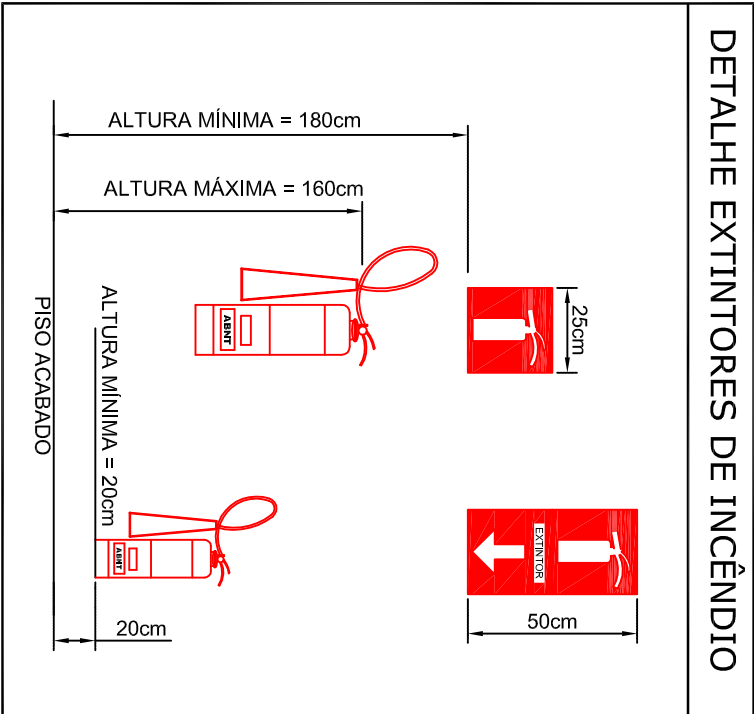 DETALHE EXTINTORES DE INCÊNDIO
ALTURA MÍNIMA = 180cm
ALTURA MÁXIMA = 160cm
25cm
ABNT
ALTURA MÍNIMA = 20cm
PISO ACABADO
EXTINTOR
ABNT
50cm
20cm